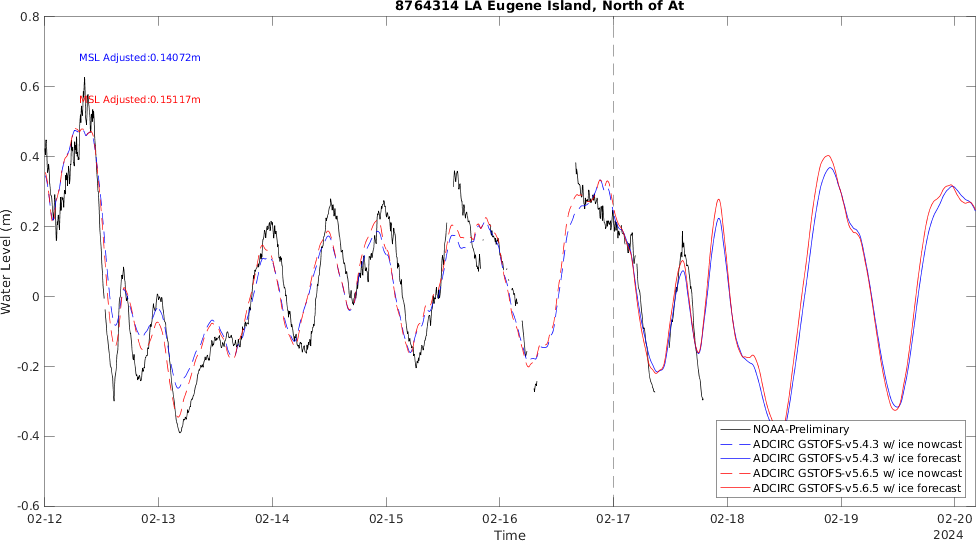 8764314 LA Eugene Island, North of At
MSL Adjusted:0.14072m
MSL Adjusted:0.15117m
Water Level (m)
0.8
0.6
0.4
0.2
0
-0.2
-0.4
-0.6
NOAA-Preliminary
ADCIRC GSTOFS-v5.4.3 w/ ice nowcast
ADCIRC GSTOFS-v5.4.3 w/ ice forecast
ADCIRC GSTOFS-v5.6.5 w/ ice nowcast
ADCIRC GSTOFS-v5.6.5 w/ ice forecast
02-12 02-13 02-14 02-15 02-16 02-17 02-18 02-19 02-20
Time 2024